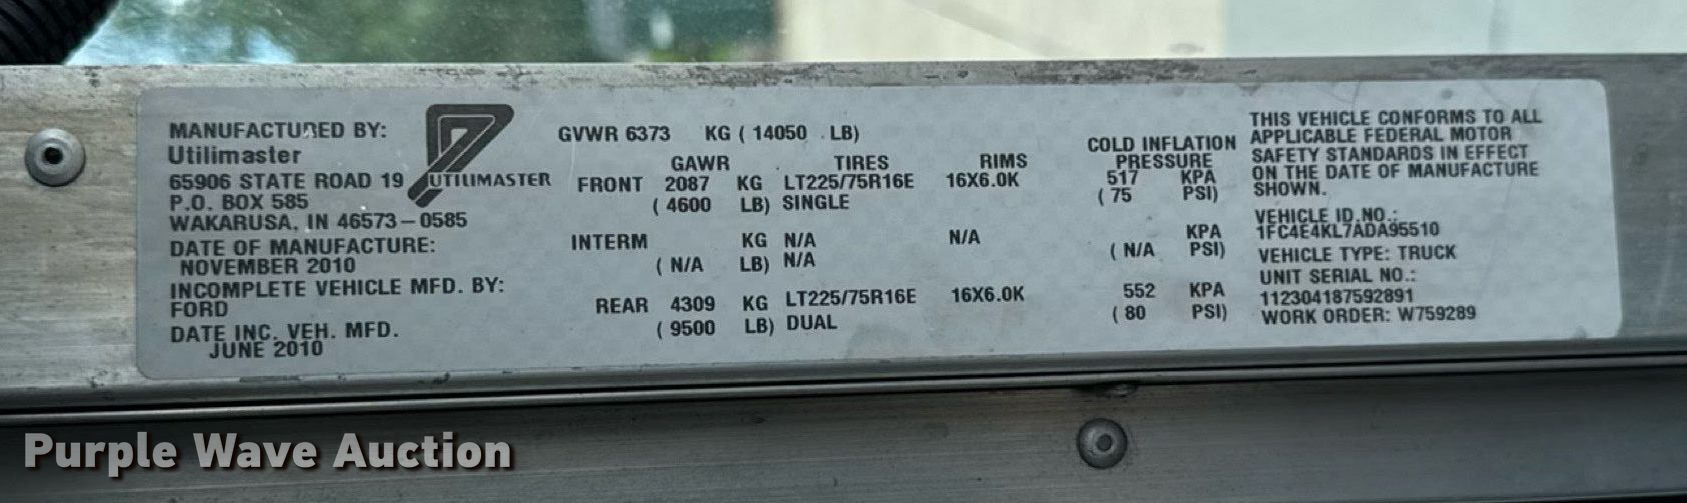 MANUFACTURED BY:
Utilimaster
65906 STATE ROAD 19
P.O. BOX 585
WAKARUSA, IN 46573-0585
DATE OF MANUFACTURE:
NOVEMBER 2010
INCOMPLETE VEHICLE MFD. BY:
FORD
DATE INC. VEH. MFD.
JUNE 2010
UTILIMASTER
GVWR 6373 KG ( 14050 LB)
GAWR TIRES RIMS COLD INFLATION PRESSURE
FRONT 2087 KG LT225/75R16E 16X6.0K 517 KPA
( 4600 LB) SINGLE ( 75 PSI)
INTERM KG N/A N/A KPA
( N/A LB) N/A ( N/A PSI)
REAR 4309 KG LT225/75R16E 16X6.0K 552 KPA
( 9500 LB) DUAL ( 80 PSI)
THIS VEHICLE CONFORMS TO ALL
APPLICABLE FEDERAL MOTOR
SAFETY STANDARDS IN EFFECT
ON THE DATE OF MANUFACTURE
SHOWN.
VEHICLE ID.NO.:
1FC4E4KL7ADA95510
VEHICLE TYPE: TRUCK
UNIT SERIAL NO.:
112304187592891
WORK ORDER: W759289
Purple Wave Auction